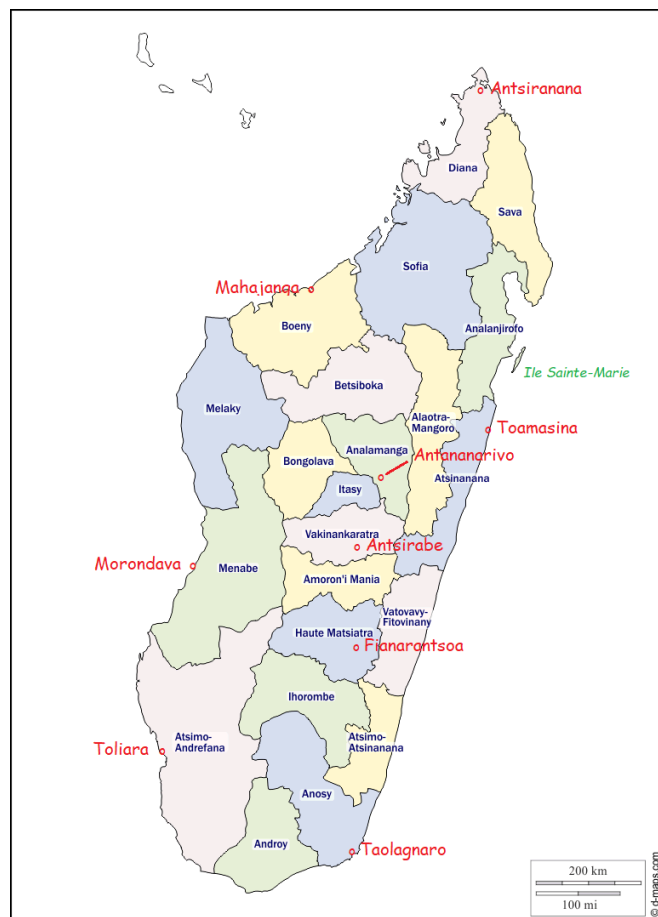 Antsiranana
Diana
Sava
Sofia
Mahajanga
Boeny
Analanjirofo
Ile Sainte-Marie
Betsiboka
Melaky
Alaotra-
Mangoro
Toamasina
Analamanga
Antananarivo
Bongolava
Atsinanana
Itasy
Vakinankaratra
Antsirabe
Morondava
Menabe
Amoron'i Mania
Vatovavy-
Fitovinany
Haute Matsiatra
Fianarantsoa
Ihorombe
Atsimo-
Andrefana
Atsimo-
Atsinanana
Toliara
Anosy
Androy
Taolagnaro
200 km
100 mi
© d-maps.com